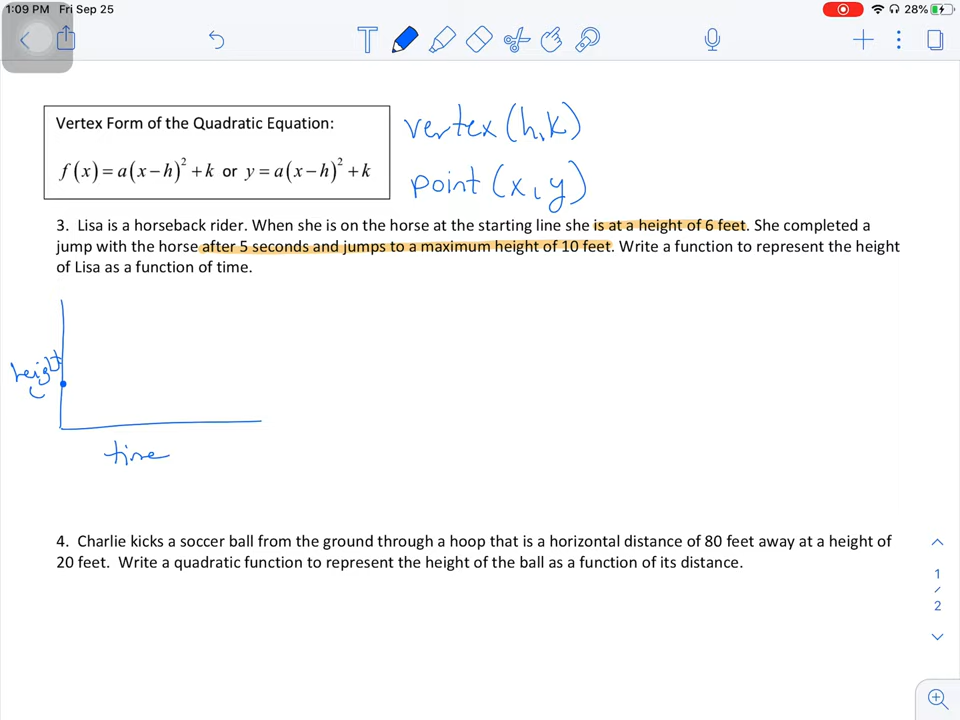 1:09 PM Fri Sep 25
28%
T
Vertex Form of the Quadratic Equation:
f(x)=a(x−h)²+k or y=a(x−h)²+k
vertex (h,k)
point (x,y)
3. Lisa is a horseback rider. When she is on the horse at the starting line she is at a height of 6 feet. She completed a
jump with the horse after 5 seconds and jumps to a maximum height of 10 feet. Write a function to represent the height
of Lisa as a function of time.
height
time
4. Charlie kicks a soccer ball from the ground through a hoop that is a horizontal distance of 80 feet away at a height of
20 feet. Write a quadratic function to represent the height of the ball as a function of its distance.
1
/
2